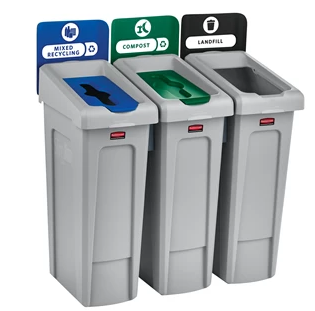 MIXED
RECYCLING
COMPOST
LANDFILL